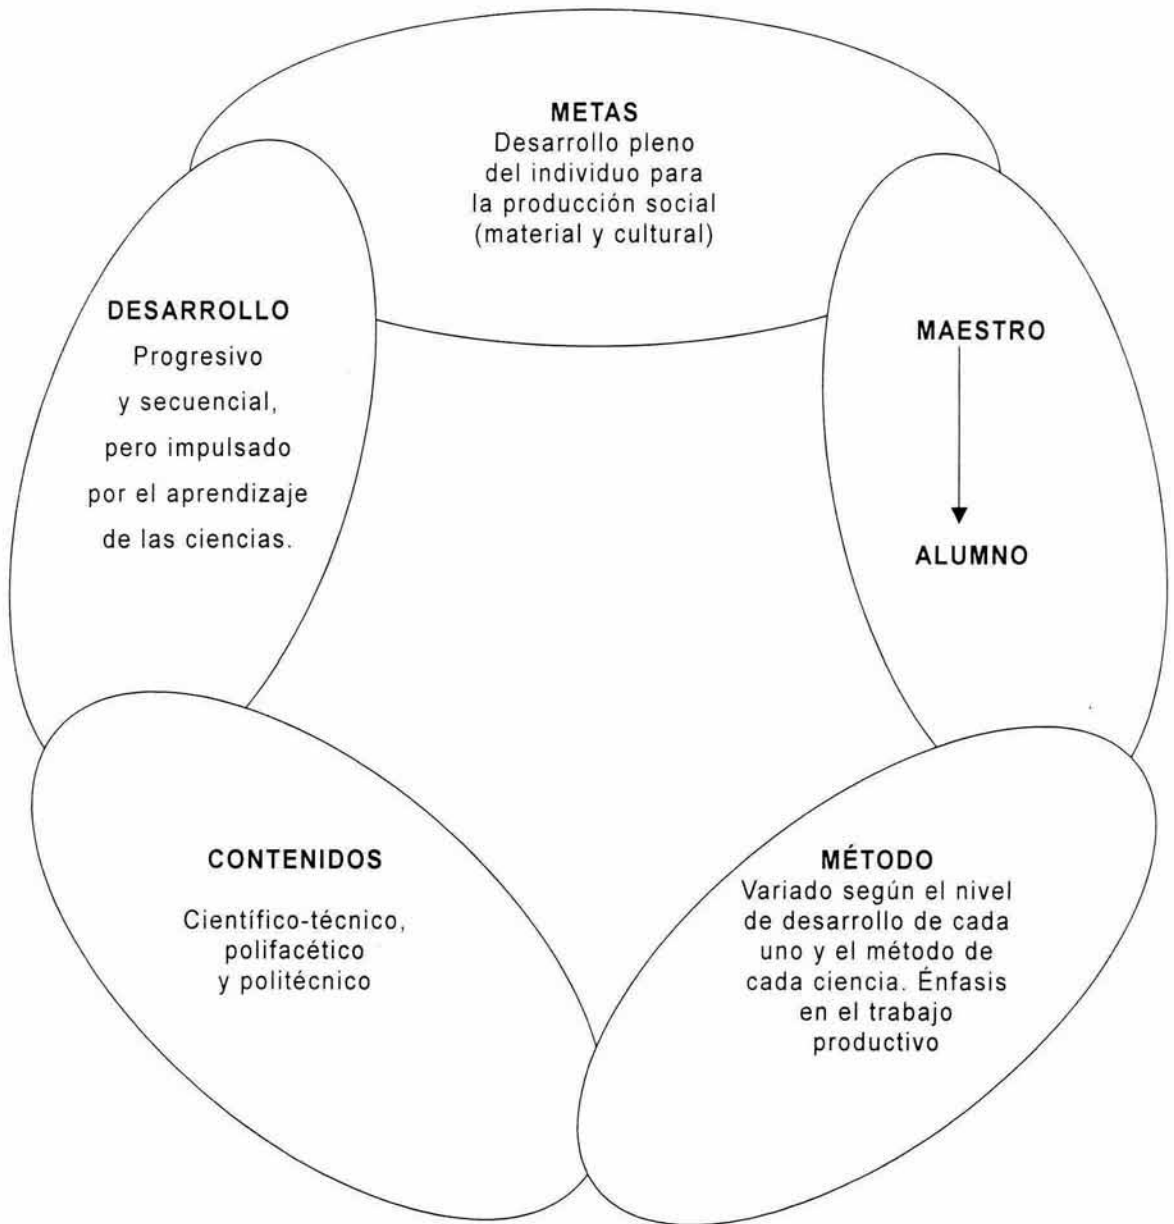 METAS
Desarrollo pleno
del individuo para
la producción social
(material y cultural)
DESARROLLO
Progresivo
y secuencial,
pero impulsado
por el aprendizaje
de las ciencias.
MAESTRO
ALUMNO
CONTENIDOS
Científico-técnico,
polifacético
y politécnico
MÉTODO
Variado según el nivel
de desarrollo de cada
uno y el método de
cada ciencia. Énfasis
en el trabajo
productivo